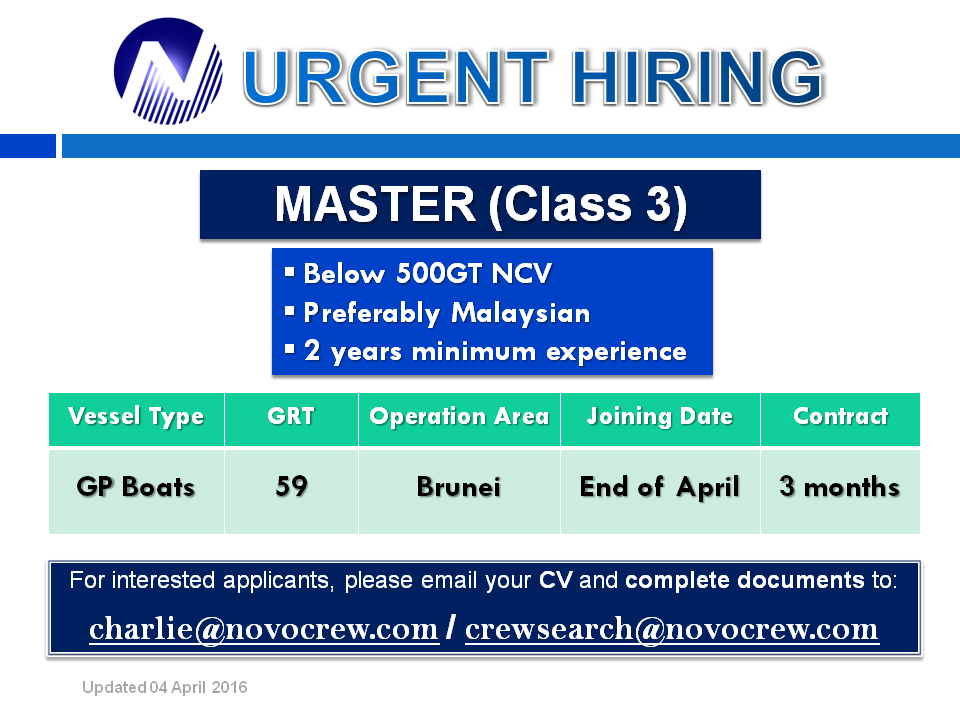 N URGENT HIRING
MASTER (Class 3)
▪ Below 500GT NCV
▪ Preferably Malaysian
▪ 2 years minimum experience
Vessel Type GRT Operation Area Joining Date Contract
GP Boats 59 Brunei End of April 3 months
For interested applicants, please email your CV and complete documents to:
charlie@novocrew.com / crewsearch@novocrew.com
Updated 04 April 2016